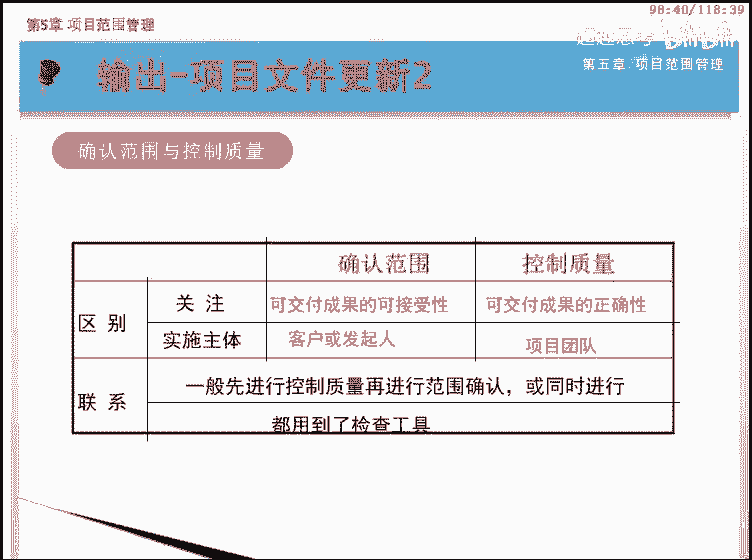 98:40/118:39
第5章 项目范围管理
输出-项目文件更新2
第五章.项目范围管理
确认范围与控制质量
确认范围 控制质量
区 别
关 注 可交付成果的可接受性 可交付成果的正确性
实施主体 客户或发起人 项目团队
联 系
一般先进行控制质量再进行范围确认，或同时进行
都用到了检查工具